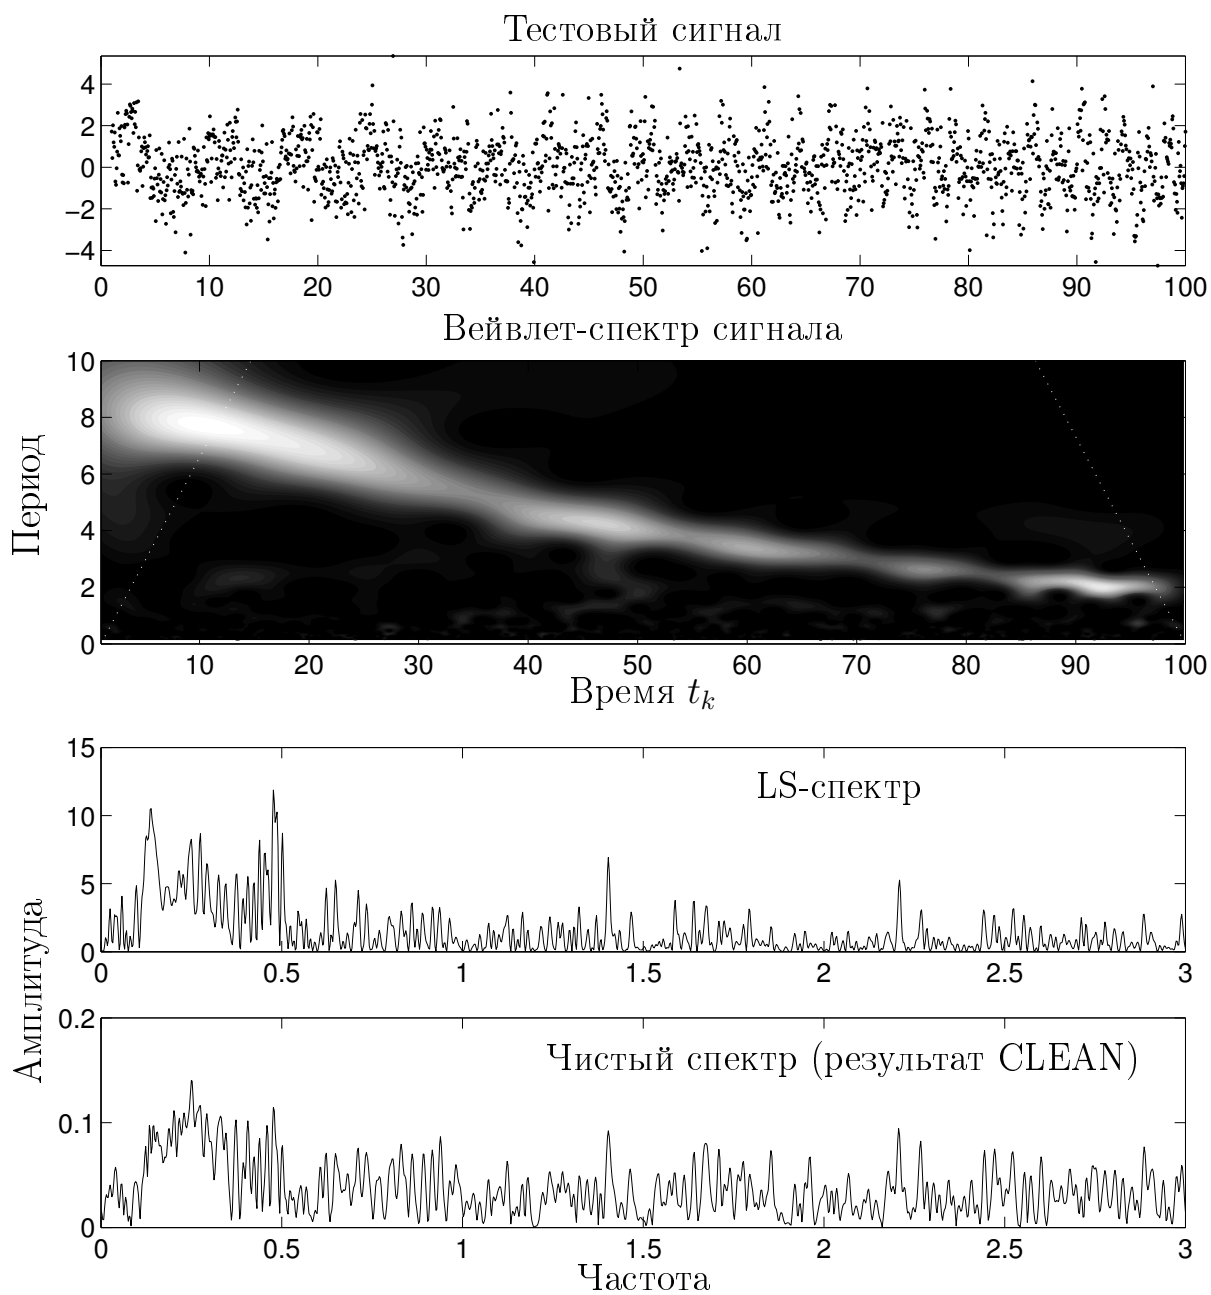 Тестовый сигнал
4
2
0
−2
−4
0 10 20 30 40 50 60 70 80 90 100
Вейвлет-спектр сигнала
Период
10
8
6
4
2
0
10 20 30 40 50 60 70 80 90 100
Время t_k
Амплитуда
LS-спектр
15
10
5
0
0 0.5 1 1.5 2 2.5 3
Чистый спектр (результат CLEAN)
0.2
0.1
0
0 0.5 1 1.5 2 2.5 3
Частота